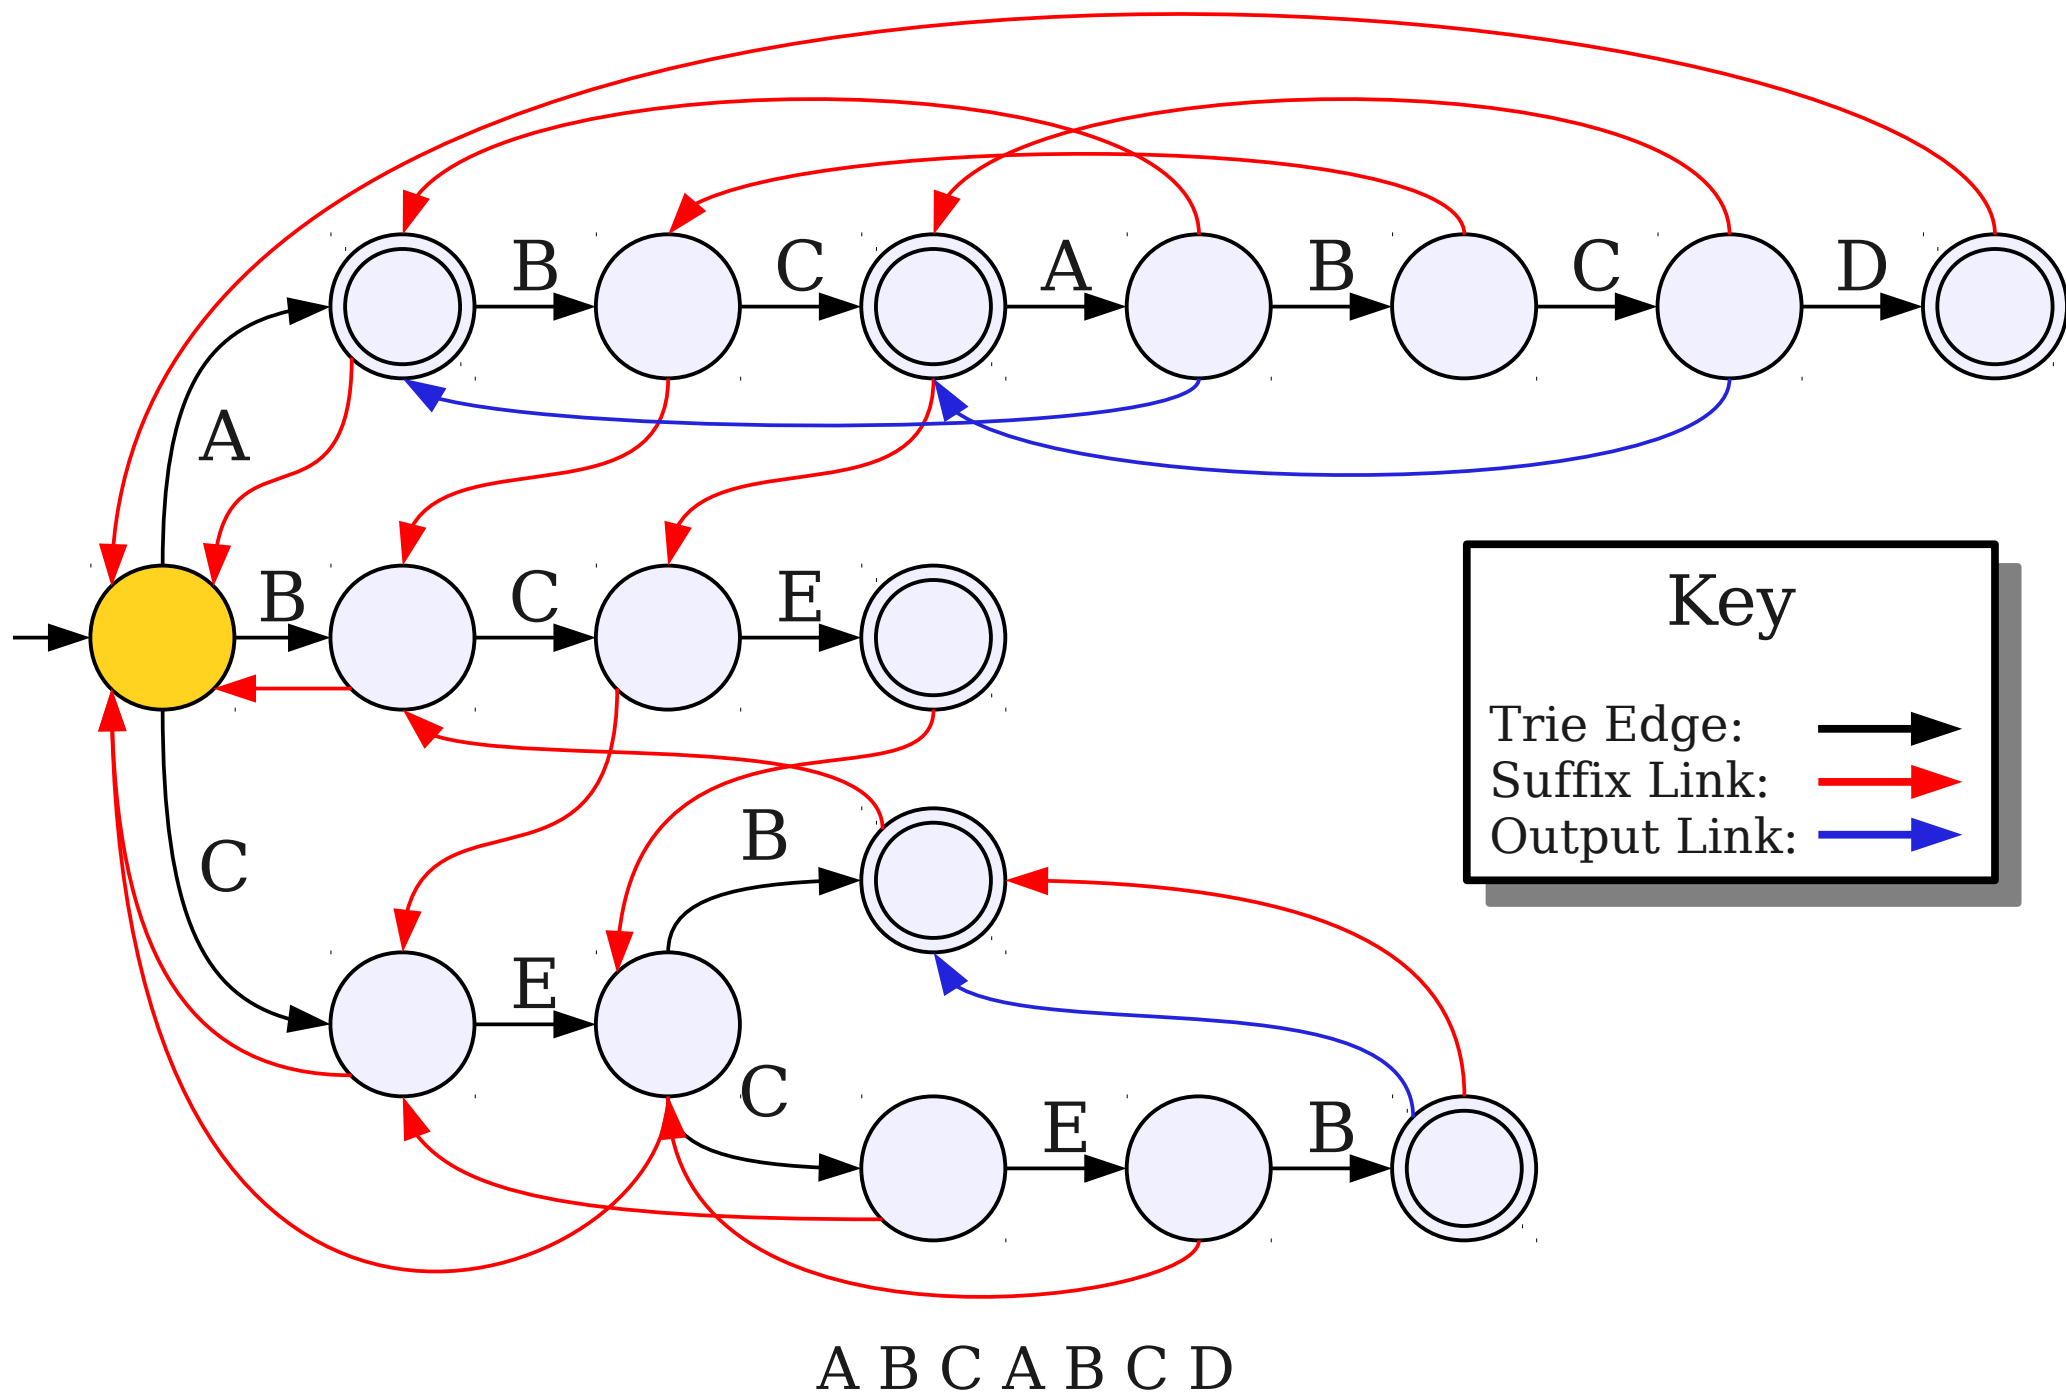 B C A B C D
A
B C E
Key
Trie Edge:
Suffix Link:
Output Link:
C
B
E
C
E B
A B C A B C D